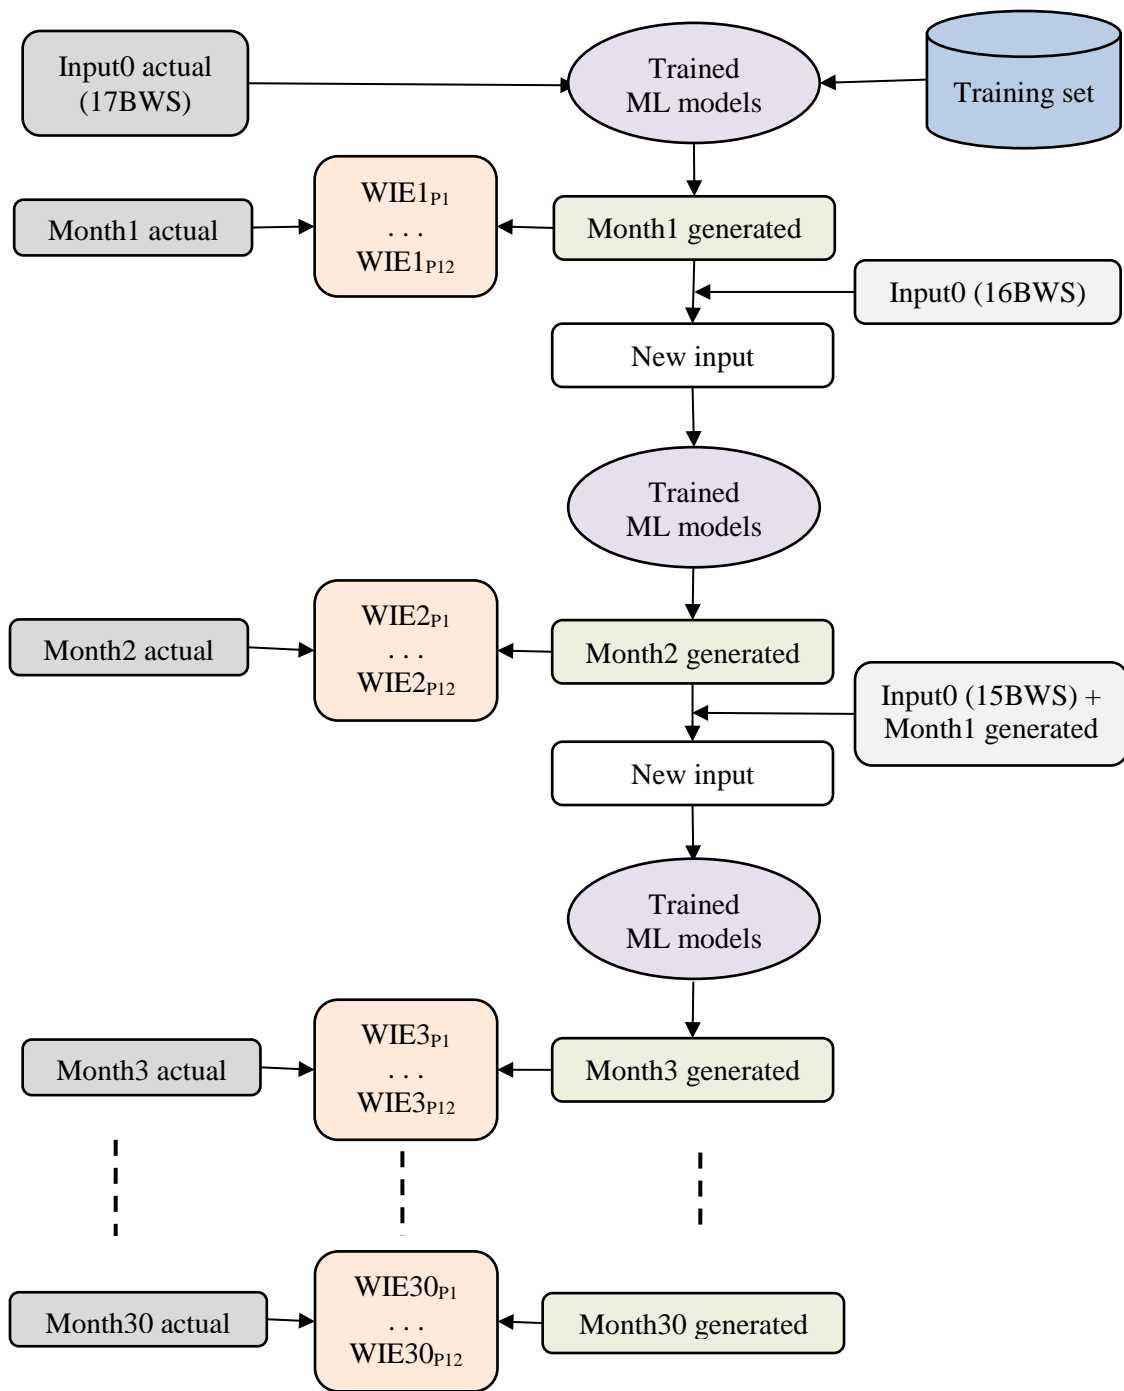 Input0 actual
(17BWS)
Trained
ML models
Training set
Month1 actual
WIE1P1
. . .
WIE1P12
Month1 generated
Input0 (16BWS)
New input
Trained
ML models
Month2 actual
WIE2P1
. . .
WIE2P12
Month2 generated
Input0 (15BWS) +
Month1 generated
New input
Trained
ML models
Month3 actual
WIE3P1
. . .
WIE3P12
Month3 generated
Month30 actual
WIE30P1
. . .
WIE30P12
Month30 generated